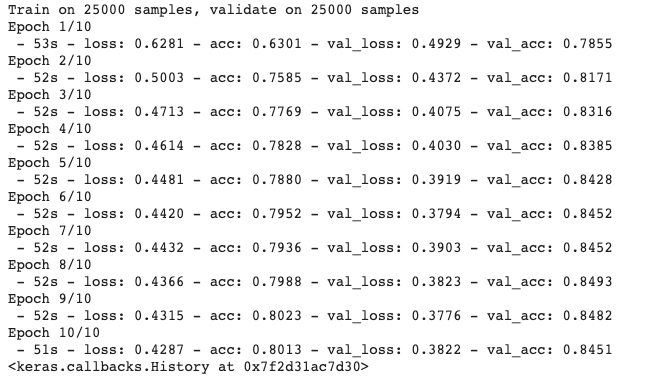 Train on 25000 samples, validate on 25000 samples
Epoch 1/10
 - 53s - loss: 0.6281 - acc: 0.6301 - val_loss: 0.4929 - val_acc: 0.7855
Epoch 2/10
 - 52s - loss: 0.5003 - acc: 0.7585 - val_loss: 0.4372 - val_acc: 0.8171
Epoch 3/10
 - 52s - loss: 0.4713 - acc: 0.7769 - val_loss: 0.4075 - val_acc: 0.8316
Epoch 4/10
 - 52s - loss: 0.4614 - acc: 0.7828 - val_loss: 0.4030 - val_acc: 0.8385
Epoch 5/10
 - 52s - loss: 0.4481 - acc: 0.7880 - val_loss: 0.3919 - val_acc: 0.8428
Epoch 6/10
 - 52s - loss: 0.4420 - acc: 0.7952 - val_loss: 0.3794 - val_acc: 0.8452
Epoch 7/10
 - 52s - loss: 0.4432 - acc: 0.7936 - val_loss: 0.3903 - val_acc: 0.8452
Epoch 8/10
 - 52s - loss: 0.4366 - acc: 0.7988 - val_loss: 0.3823 - val_acc: 0.8493
Epoch 9/10
 - 52s - loss: 0.4315 - acc: 0.8023 - val_loss: 0.3776 - val_acc: 0.8482
Epoch 10/10
 - 51s - loss: 0.4287 - acc: 0.8013 - val_loss: 0.3822 - val_acc: 0.8451
<keras.callbacks.History at 0x7f2d31ac7d30>